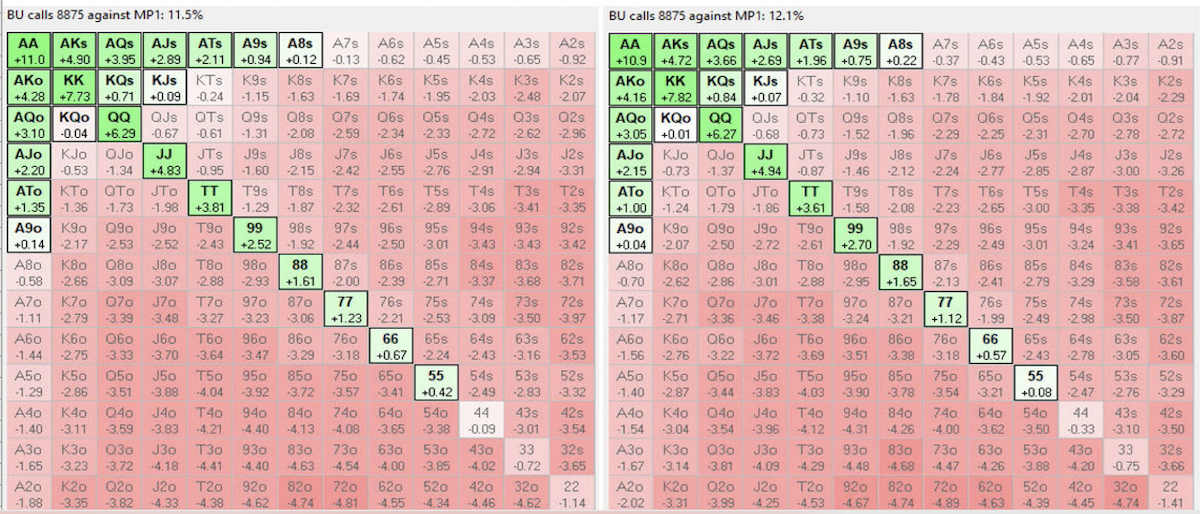 BU calls 8875 against MP1: 11.5%
AA AKs AQs AJs ATs A9s A8s A7s A6s A5s A4s A3s A2s
+11.0 +4.90 +3.95 +2.89 +2.11 +0.94 +0.12 -0.13 -0.62 -0.45 -0.53 -0.65 -0.92
AKo KK KQs KJs KTs K9s K8s K7s K6s K5s K4s K3s K2s
+4.28 +7.73 +0.71 +0.09 -0.24 -1.15 -1.63 -1.69 -1.74 -1.95 -2.03 -2.48 -2.07
AQo KQo QQ QJs QTs Q9s Q8s Q7s Q6s Q5s Q4s Q3s Q2s
+3.10 -0.04 +6.29 -0.67 -0.61 -1.31 -2.08 -2.59 -2.34 -2.33 -2.72 -2.62 -2.96
AJo KJo QJo JJ JTs J9s J8s J7s J6s J5s J4s J3s J2s
+2.20 -0.53 -1.34 +4.83 -0.95 -1.60 -2.15 -2.42 -2.55 -2.76 -2.91 -2.94 -3.31
ATo KTo QTo JTo TT T9s T8s T7s T6s T5s T4s T3s T2s
+1.35 -1.36 -1.73 -1.98 +3.81 -1.29 -1.87 -2.32 -2.61 -2.89 -3.06 -3.41 -3.35
A9o K9o Q9o J9o T9o 99 98s 97s 96s 95s 94s 93s 92s
+0.14 -2.17 -2.53 -2.52 -2.43 +2.52 -1.92 -2.44 -2.50 -3.01 -3.43 -3.43 -3.42
A8o K8o Q8o J8o T8o 98o 88 87s 86s 85s 84s 83s 82s
-0.58 -2.66 -3.09 -3.07 -2.88 -2.93 +1.61 -2.00 -2.39 -2.71 -3.37 -3.68 -3.71
A7o K7o Q7o J7o T7o 97o 87o 77 76s 75s 74s 73s 72s
-1.11 -2.79 -3.39 -3.48 -3.27 -3.23 -3.06 +1.23 -2.21 -2.53 -3.09 -3.50 -3.97
A6o K6o Q6o J6o T6o 96o 86o 76o 66 65s 64s 63s 62s
-1.44 -2.75 -3.33 -3.70 -3.64 -3.47 -3.29 -3.18 +0.67 -2.24 -2.43 -3.16 -3.53
A5o K5o Q5o J5o T5o 95o 85o 75o 65o 55 54s 53s 52s
-1.29 -2.86 -3.51 -3.88 -4.04 -3.92 -3.72 -3.57 -3.41 +0.42 -2.49 -2.83 -3.32
A4o K4o Q4o J4o T4o 94o 84o 74o 64o 54o 44 43s 42s
-1.40 -3.11 -3.59 -3.83 -4.21 -4.40 -4.13 -4.08 -3.65 -3.38 -0.09 -3.01 -3.54
A3o K3o Q3o J3o T3o 93o 83o 73o 63o 53o 43o 33 32s
-1.65 -3.23 -3.72 -4.18 -4.41 -4.40 -4.63 -4.54 -4.00 -3.85 -4.02 -0.72 -3.65
A2o K2o Q2o J2o T2o 92o 82o 72o 62o 52o 42o 32o 22
-1.88 -3.35 -3.82 -4.33 -4.38 -4.62 -4.74 -4.81 -4.55 -4.34 -4.46 -4.62 -1.14
BU calls 8875 against MP1: 12.1%
AA AKs AQs AJs ATs A9s A8s A7s A6s A5s A4s A3s A2s
+10.9 +4.72 +3.66 +2.69 +1.96 +0.75 +0.22 -0.37 -0.43 -0.53 -0.65 -0.77 -0.91
AKo KK KQs KJs KTs K9s K8s K7s K6s K5s K4s K3s K2s
+4.16 +7.82 +0.84 +0.07 -0.32 -1.10 -1.63 -1.78 -1.84 -1.92 -2.01 -2.04 -2.29
AQo KQo QQ QJs QTs Q9s Q8s Q7s Q6s Q5s Q4s Q3s Q2s
+3.05 +0.01 +6.27 -0.68 -0.73 -1.52 -1.96 -2.29 -2.25 -2.31 -2.70 -2.78 -2.72
AJo KJo QJo JJ JTs J9s J8s J7s J6s J5s J4s J3s J2s
+2.15 -0.73 -1.37 +4.94 -0.87 -1.46 -2.12 -2.24 -2.77 -2.85 -2.87 -3.00 -3.26
ATo KTo QTo JTo TT T9s T8s T7s T6s T5s T4s T3s T2s
+1.00 -1.24 -1.79 -1.86 +3.61 -1.58 -2.08 -2.23 -2.65 -3.00 -3.35 -3.38 -3.42
A9o K9o Q9o J9o T9o 99 98s 97s 96s 95s 94s 93s 92s
+0.04 -2.07 -2.50 -2.72 -2.61 +2.70 -1.92 -2.29 -2.49 -3.01 -3.24 -3.41 -3.65
A8o K8o Q8o J8o T8o 98o 88 87s 86s 85s 84s 83s 82s
-0.70 -2.62 -2.86 -3.01 -2.88 -2.95 +1.65 -2.13 -2.41 -2.79 -3.29 -3.58 -3.61
A7o K7o Q7o J7o T7o 97o 87o 77 76s 75s 74s 73s 72s
-1.17 -2.71 -3.36 -3.46 -3.38 -3.24 -3.21 +1.12 -1.99 -2.49 -2.98 -3.50 -3.87
A6o K6o Q6o J6o T6o 96o 86o 76o 66 65s 64s 63s 62s
-1.56 -2.76 -3.22 -3.72 -3.69 -3.51 -3.38 -3.18 +0.57 -2.43 -2.78 -3.05 -3.60
A5o K5o Q5o J5o T5o 95o 85o 75o 65o 55 54s 53s 52s
-1.40 -2.87 -3.44 -3.83 -4.03 -3.90 -3.78 -3.54 -3.21 +0.08 -2.47 -2.76 -3.29
A4o K4o Q4o J4o T4o 94o 84o 74o 64o 54o 44 43s 42s
-1.54 -3.04 -3.54 -3.96 -4.12 -4.31 -4.26 -4.00 -3.62 -3.50 -0.33 -3.10 -3.50
A3o K3o Q3o J3o T3o 93o 83o 73o 63o 53o 43o 33 32s
-1.67 -3.14 -3.81 -4.09 -4.29 -4.48 -4.68 -4.47 -4.26 -3.88 -4.20 -0.75 -3.66
A2o K2o Q2o J2o T2o 92o 82o 72o 62o 52o 42o 32o 22
-2.02 -3.31 -3.99 -4.25 -4.53 -4.67 -4.74 -4.89 -4.63 -4.39 -4.45 -4.74 -1.41